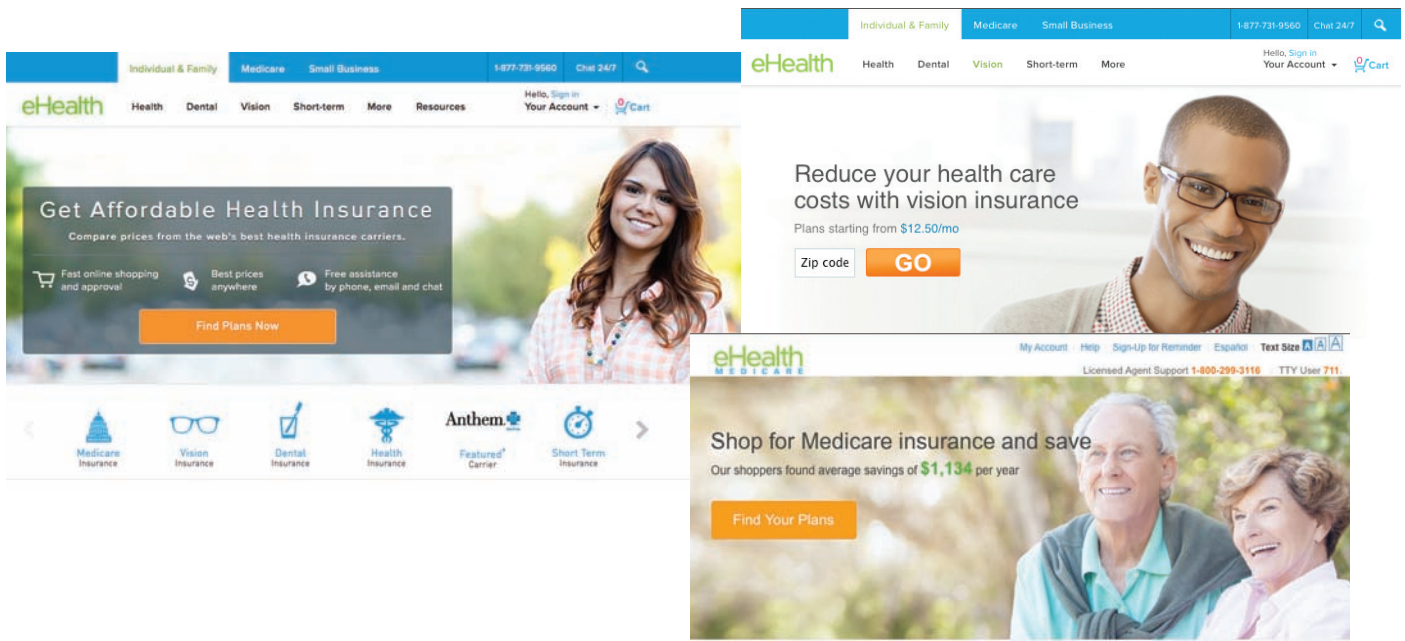 Individual & Family Medicare Small Business 1-877-731-9560 Chat 24/7
eHealth Health Dental Vision Short-term More Resources
Hello, Sign in
Your Account
0
Cart
Get Affordable Health Insurance
Compare prices from the web's best health insurance carriers.
Fast online shopping
and approval
Best prices
anywhere
Free assistance
by phone, email and chat
Find Plans Now
Medicare
Insurance
Vision
Insurance
Dental
Insurance
Health
Insurance
Anthem.
Featured*
Carrier
Short Term
Insurance
Individual & Family Medicare Small Business 1-877-731-9560 Chat 24/7
eHealth Health Dental Vision Short-term More
Hello, Sign in
Your Account
0
Cart
Reduce your health care
costs with vision insurance
Plans starting from $12.50/mo
Zip code GO
eHealth
MEDICARE
My Account Help Sign-Up for Reminder Español Text Size A A A
Licensed Agent Support 1-800-299-3116 TTY User 711.
Shop for Medicare insurance and save
Our shoppers found average savings of $1,134 per year
Find Your Plans